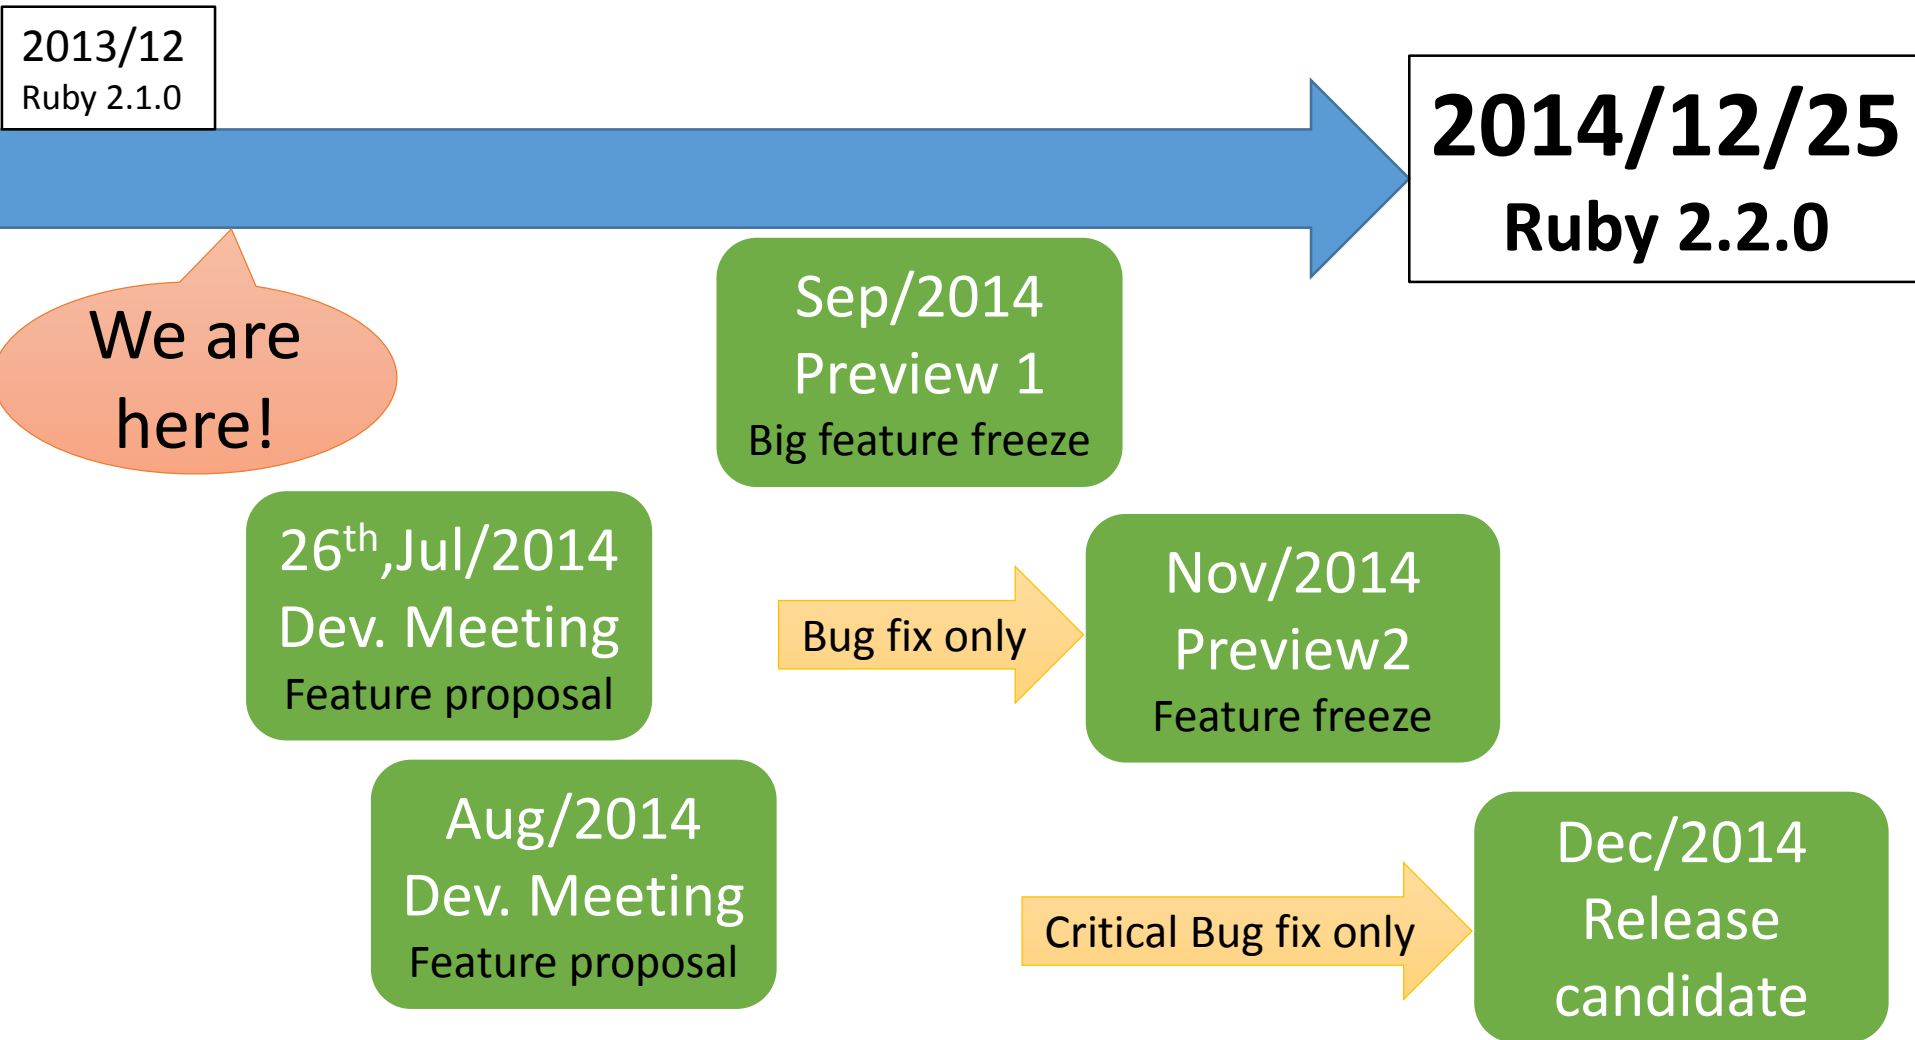 2013/12
Ruby 2.1.0
2014/12/25
Ruby 2.2.0
We are
here!
Sep/2014
Preview 1
Big feature freeze
26th,Jul/2014
Dev. Meeting
Feature proposal
Bug fix only
Nov/2014
Preview2
Feature freeze
Aug/2014
Dev. Meeting
Feature proposal
Critical Bug fix only
Dec/2014
Release
candidate